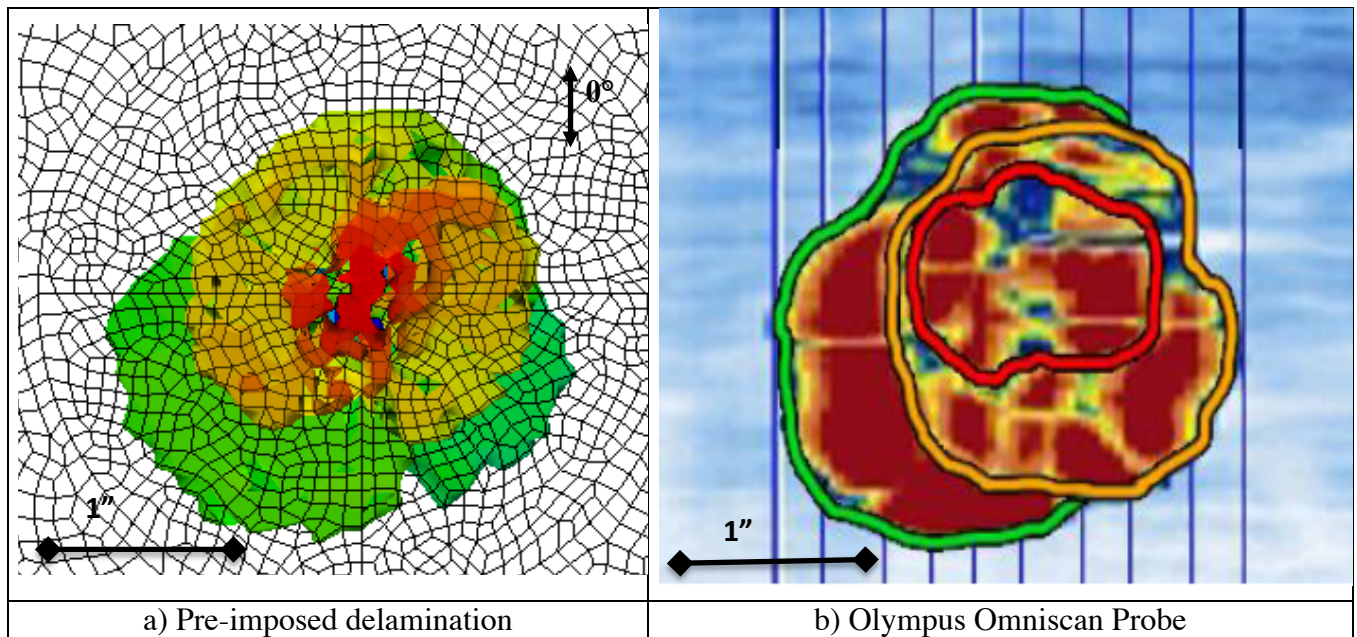 0°
1”
1”
a) Pre-imposed delamination
b) Olympus Omniscan Probe